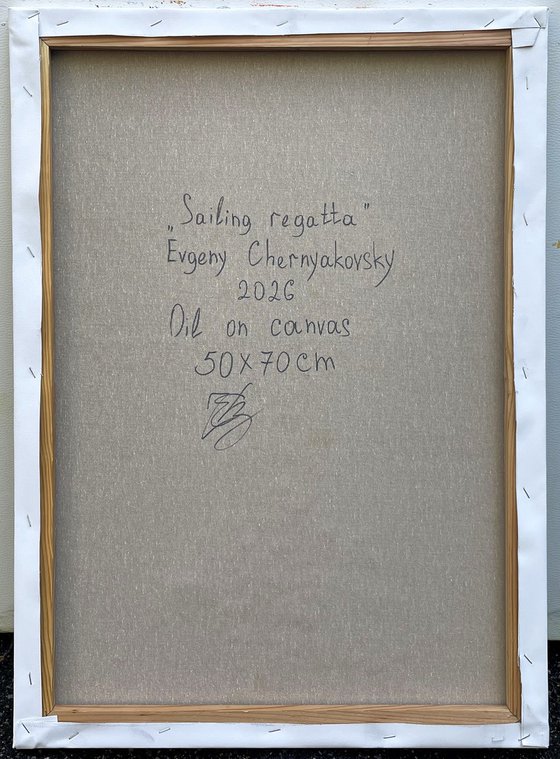 „Sailing regatta"
Evgeny Chernyakovsky
2026
Oil on canvas
50x70cm